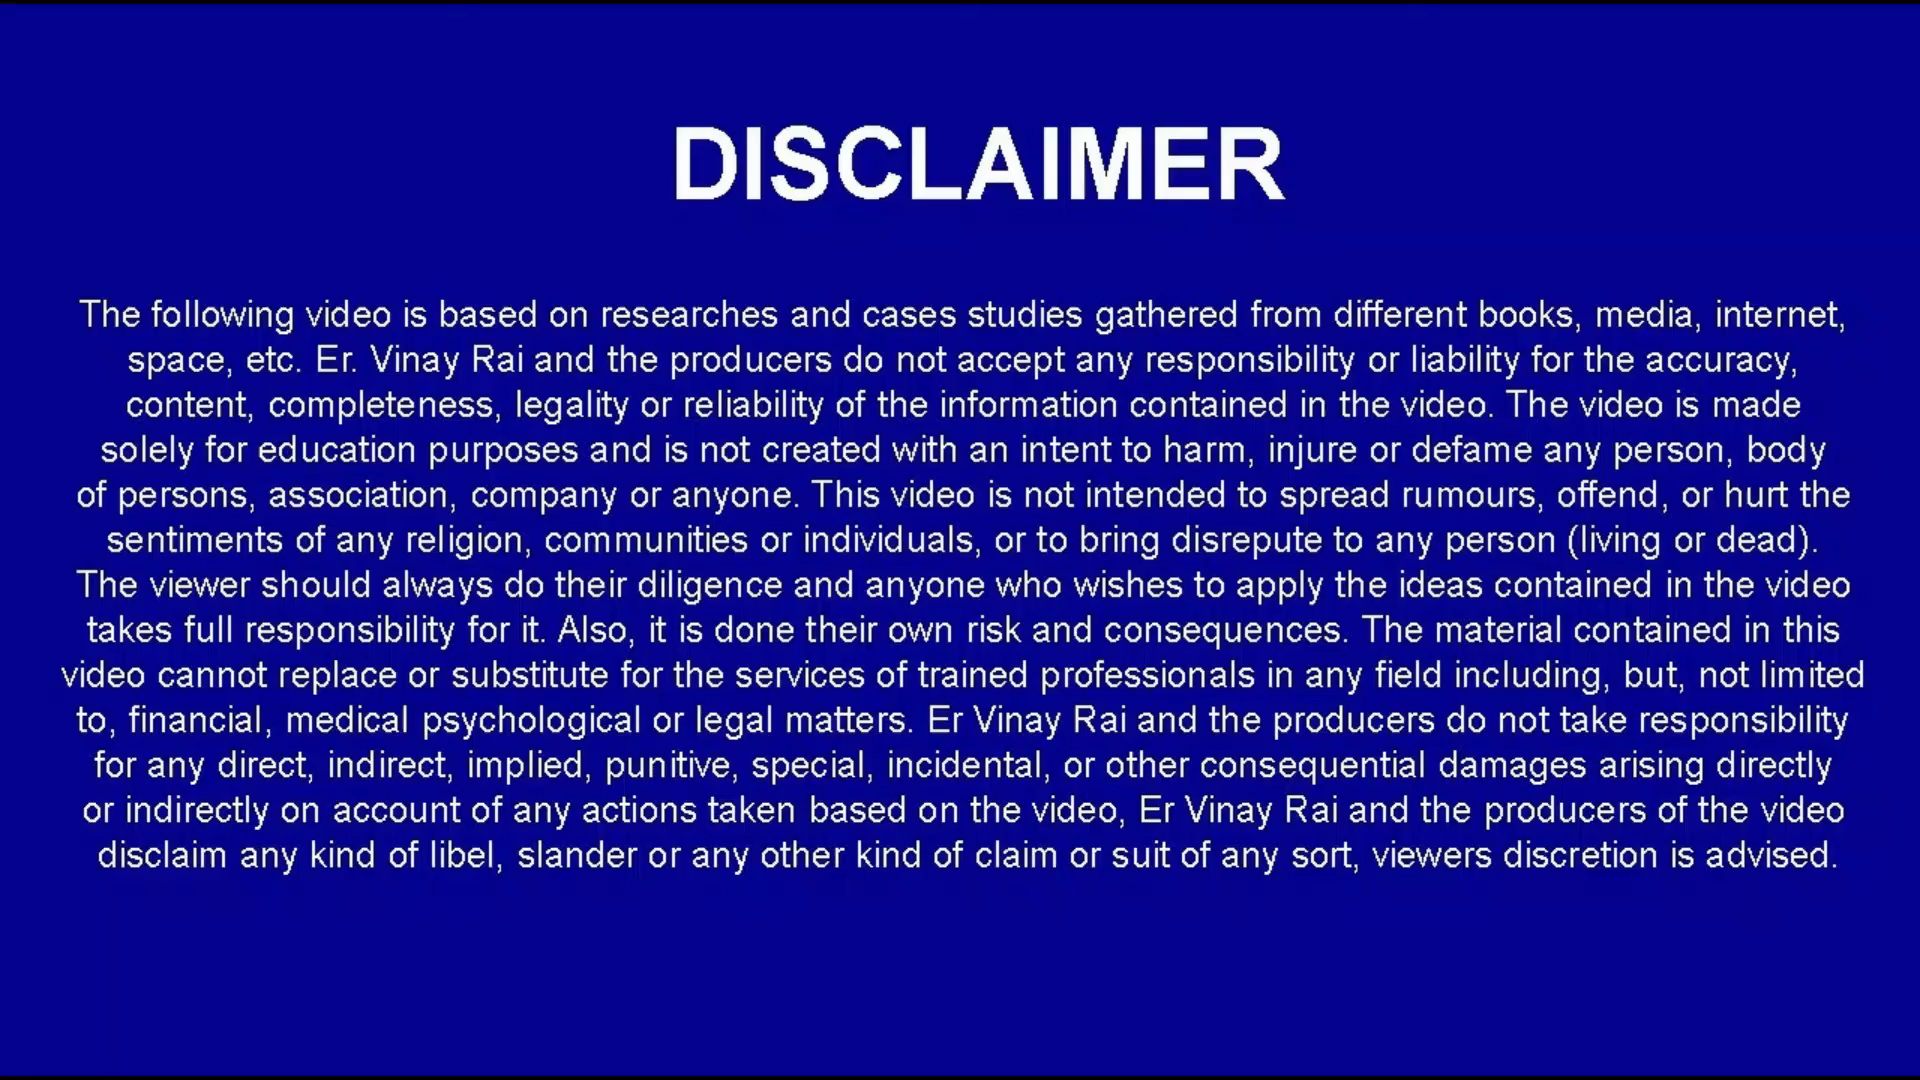 DISCLAIMER
The following video is based on researches and cases studies gathered from different books, media, internet,
space, etc. Er. Vinay Rai and the producers do not accept any responsibility or liability for the accuracy,
content, completeness, legality or reliability of the information contained in the video. The video is made
solely for education purposes and is not created with an intent to harm, injure or defame any person, body
of persons, association, company or anyone. This video is not intended to spread rumours, offend, or hurt the
sentiments of any religion, communities or individuals, or to bring disrepute to any person (living or dead).
The viewer should always do their diligence and anyone who wishes to apply the ideas contained in the video
takes full responsibility for it. Also, it is done their own risk and consequences. The material contained in this
video cannot replace or substitute for the services of trained professionals in any field including, but, not limited
to, financial, medical psychological or legal matters. Er Vinay Rai and the producers do not take responsibility
for any direct, indirect, implied, punitive, special, incidental, or other consequential damages arising directly
or indirectly on account of any actions taken based on the video, Er Vinay Rai and the producers of the video
disclaim any kind of libel, slander or any other kind of claim or suit of any sort, viewers discretion is advised.